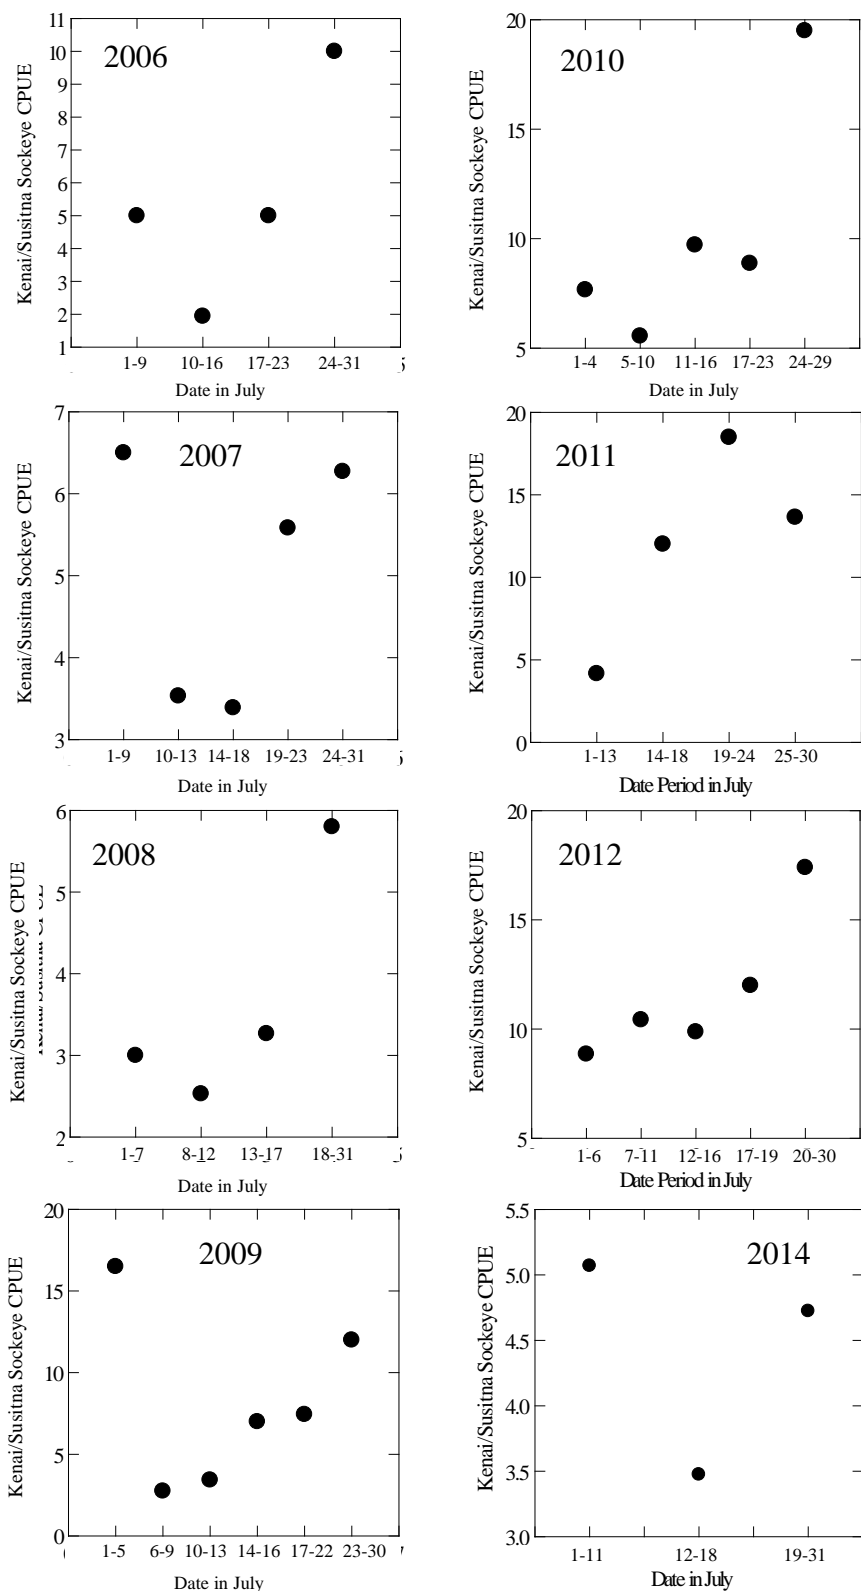 2006
Kenai/Susitna Sockeye CPUE
11
10
9
8
7
6
5
4
3
2
1
1-9 10-16 17-23 24-31
Date in July
2010
Kenai/Susitna Sockeye CPUE
20
15
10
5
1-4 5-10 11-16 17-23 24-29
Date in July
2007
Kenai/Susitna Sockeye CPUE
7
6
5
4
3
1-9 10-13 14-18 19-23 24-31
Date in July
2011
Kenai/Susitna Sockeye CPUE
20
15
10
5
0
1-13 14-18 19-24 25-30
Date Period in July
2008
Kenai/Susitna Sockeye CPUE
6
5
4
3
2
1-7 8-12 13-17 18-31
Date in July
2012
Kenai/Susitna Sockeye CPUE
20
15
10
5
1-6 7-11 12-16 17-19 20-30
Date Period in July
2009
Kenai/Susitna Sockeye CPUE
20
15
10
5
0
1-5 6-9 10-13 14-16 17-22 23-30
Date in July
2014
Kenai/Susitna Sockeye CPUE
5.5
5.0
4.5
4.0
3.5
3.0
1-11 12-18 19-31
Date in July